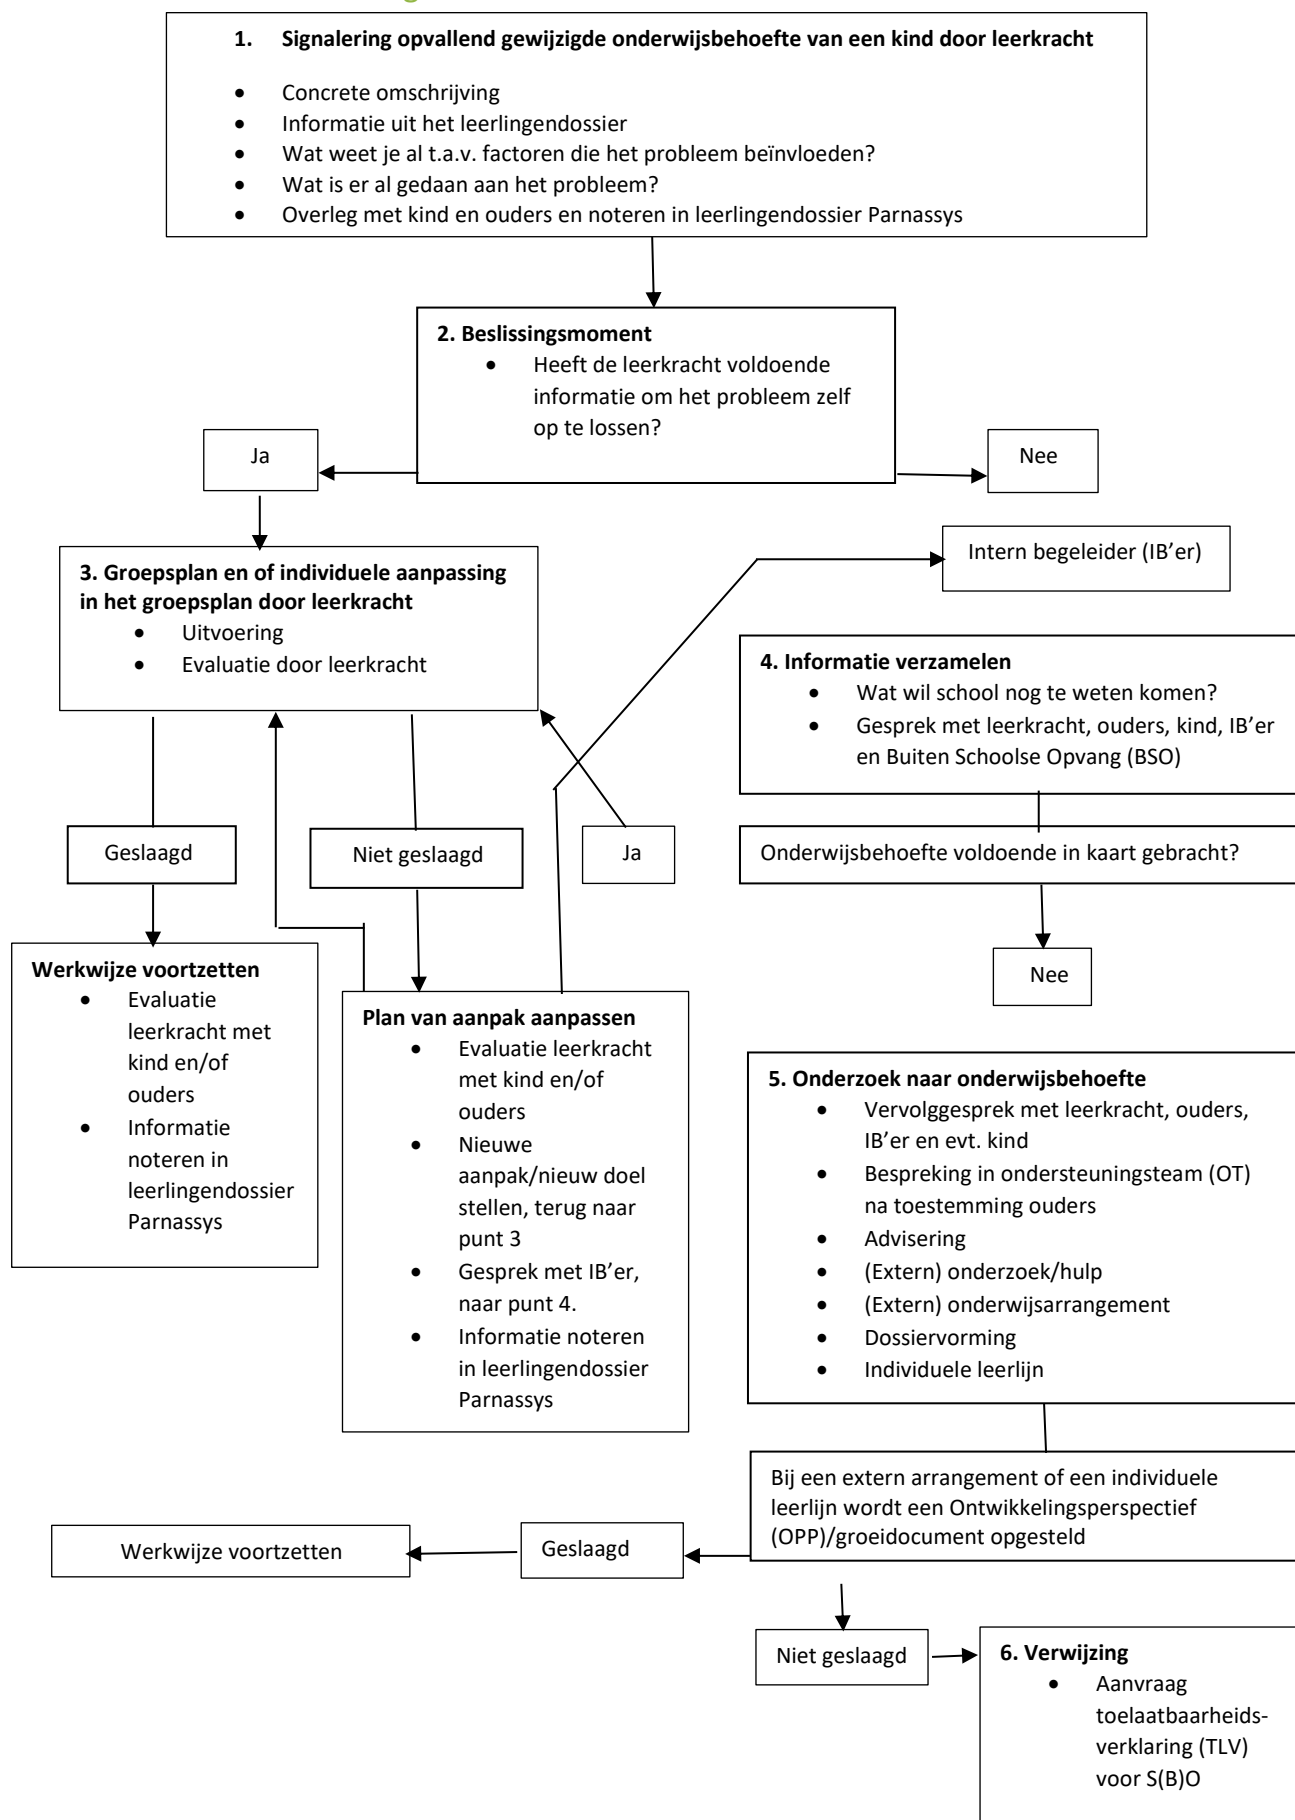 1. Signalering opvallend gewijzigde onderwijsbehoefte van een kind door leerkracht
• Concrete omschrijving
• Informatie uit het leerlingendossier
• Wat weet je al t.a.v. factoren die het probleem beïnvloeden?
• Wat is er al gedaan aan het probleem?
• Overleg met kind en ouders en noteren in leerlingendossier Parnassys
2. Beslissingsmoment
• Heeft de leerkracht voldoende
informatie om het probleem zelf
op te lossen?
Ja
Nee
Intern begeleider (IB’er)
3. Groepsplan en of individuele aanpassing
in het groepsplan door leerkracht
• Uitvoering
• Evaluatie door leerkracht
4. Informatie verzamelen
• Wat wil school nog te weten komen?
• Gesprek met leerkracht, ouders, kind, IB’er
en Buiten Schoolse Opvang (BSO)
Geslaagd
Niet geslaagd
Ja
Onderwijsbehoefte voldoende in kaart gebracht?
Nee
Werkwijze voortzetten
• Evaluatie
leerkracht met
kind en/of
ouders
• Informatie
noteren in
leerlingendossier
Parnassys
Plan van aanpak aanpassen
• Evaluatie leerkracht
met kind en/of
ouders
• Nieuwe
aanpak/nieuw doel
stellen, terug naar
punt 3
• Gesprek met IB’er,
naar punt 4.
• Informatie noteren
in leerlingendossier
Parnassys
5. Onderzoek naar onderwijsbehoefte
• Vervolggesprek met leerkracht, ouders,
IB’er en evt. kind
• Bespreking in ondersteuningsteam (OT)
na toestemming ouders
• Advisering
• (Extern) onderzoek/hulp
• (Extern) onderwijsarrangement
• Dossiervorming
• Individuele leerlijn
Bij een extern arrangement of een individuele
leerlijn wordt een Ontwikkelingsperspectief
(OPP)/groeidocument opgesteld
Werkwijze voortzetten
Geslaagd
Niet geslaagd
6. Verwijzing
• Aanvraag
toelaatbaarheids-
verklaring (TLV)
voor S(B)O